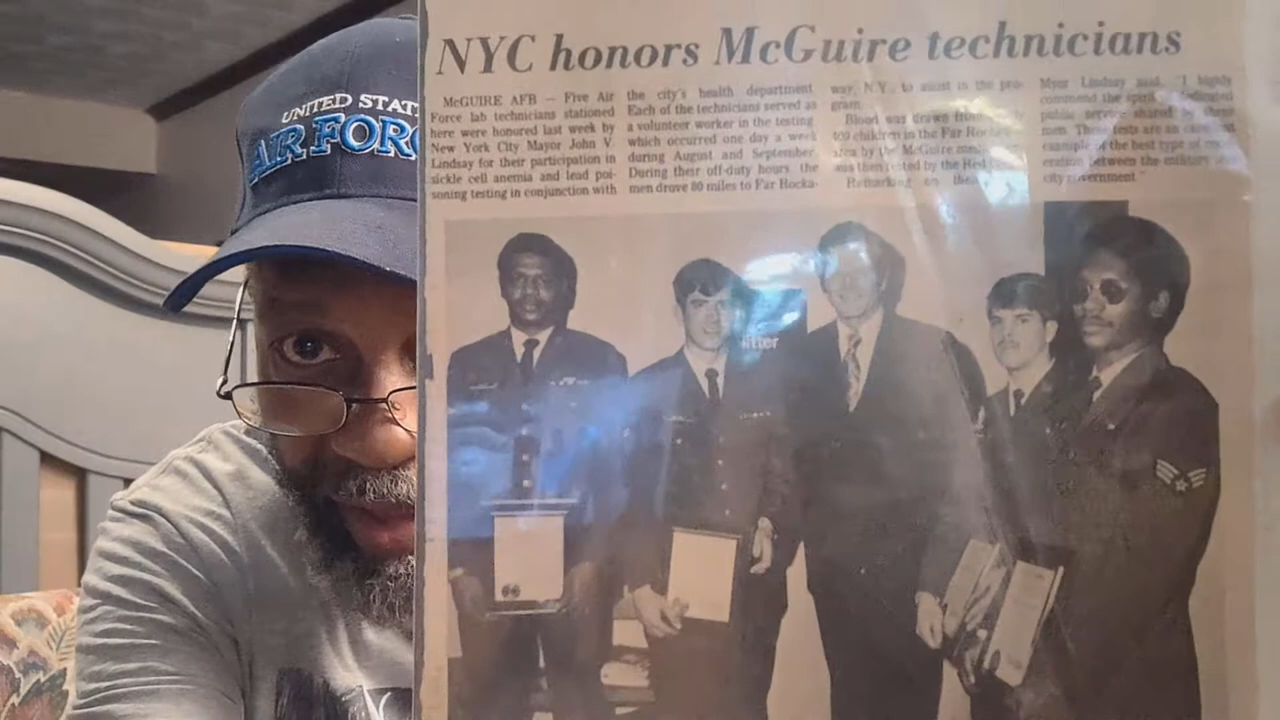 UNITED STAT
AIR FORC
NYC honors McGuire technicians
McGUIRE AFB — Five Air
Force lab technicians stationed
here were honored last week by
New York City Mayor John V.
Lindsay for their participation in
sickle cell anemia and lead poi-
soning testing in conjunction with
the city's health department.
Each of the technicians served as
a volunteer worker in the testing
which occurred one day a week
during August and September.
During their off-duty hours, the
men drove 80 miles to Far Rocka-
way, N.Y., to assist in the pro-
gram.
Blood was drawn from
children in the Far
area by the McGuire
was then tested by the Red
Remarking on the
Lindsay said, "I highly
commend the spirit
public service shared by
men. These tests are an
example of the best type of
between the military
city government."